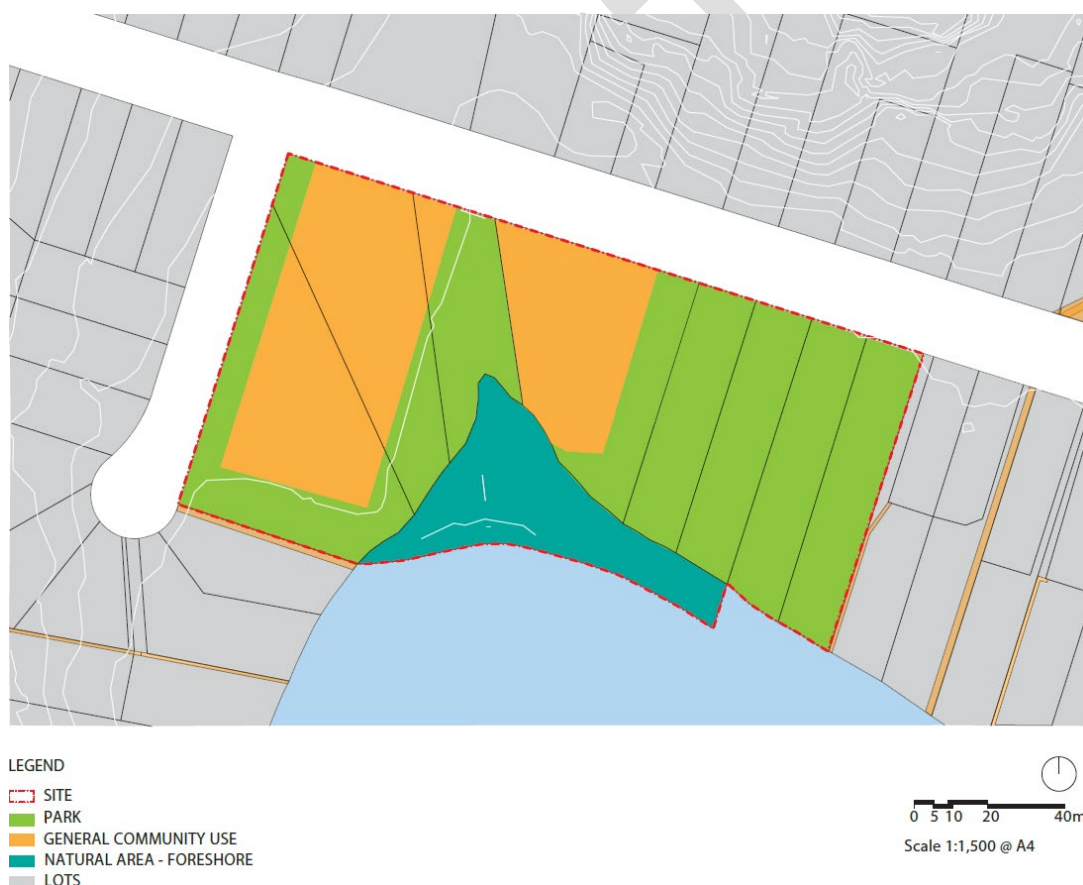 LEGEND
SITE
PARK
GENERAL COMMUNITY USE
NATURAL AREA - FORESHORE
LOTS
0 5 10 20 40m
Scale 1:1,500 @ A4